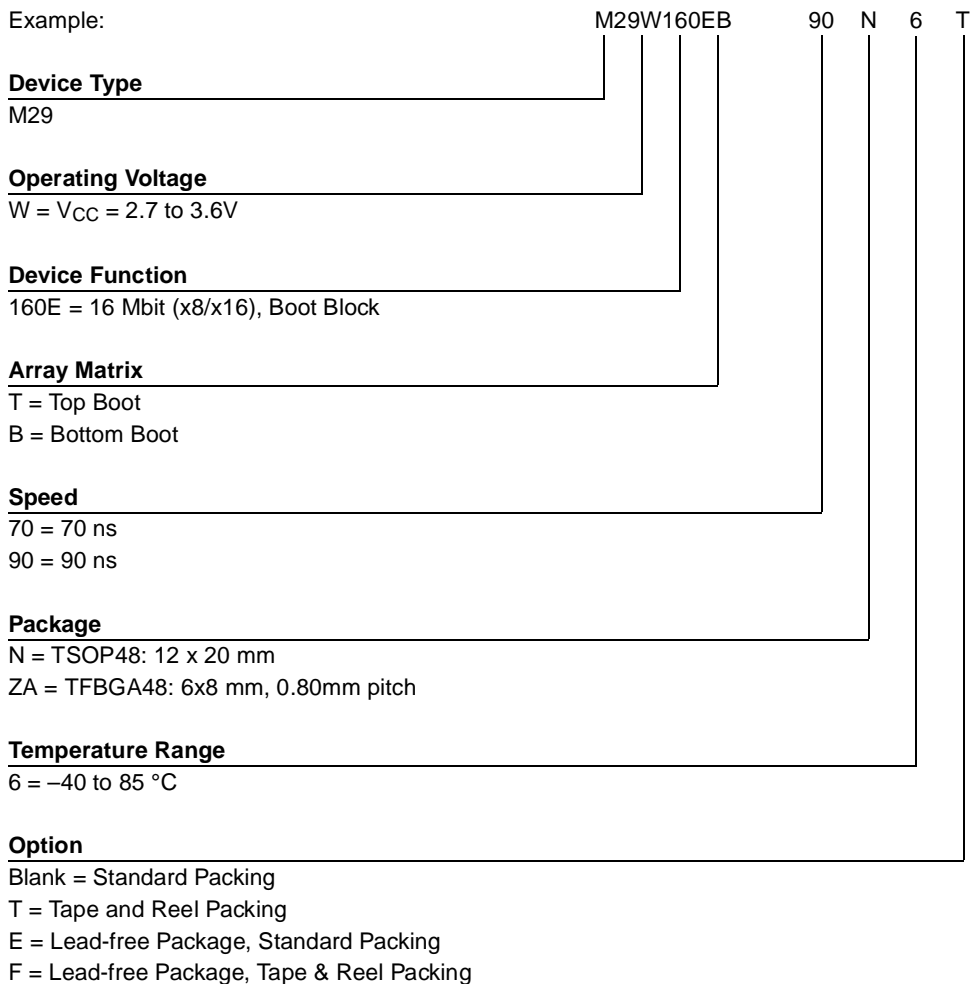 Example: M29W160EB 90 N 6 T
Device Type
M29
Operating Voltage
W = VCC = 2.7 to 3.6V
Device Function
160E = 16 Mbit (x8/x16), Boot Block
Array Matrix
T = Top Boot
B = Bottom Boot
Speed
70 = 70 ns
90 = 90 ns
Package
N = TSOP48: 12 x 20 mm
ZA = TFBGA48: 6x8 mm, 0.80mm pitch
Temperature Range
6 = –40 to 85 °C
Option
Blank = Standard Packing
T = Tape and Reel Packing
E = Lead-free Package, Standard Packing
F = Lead-free Package, Tape & Reel Packing